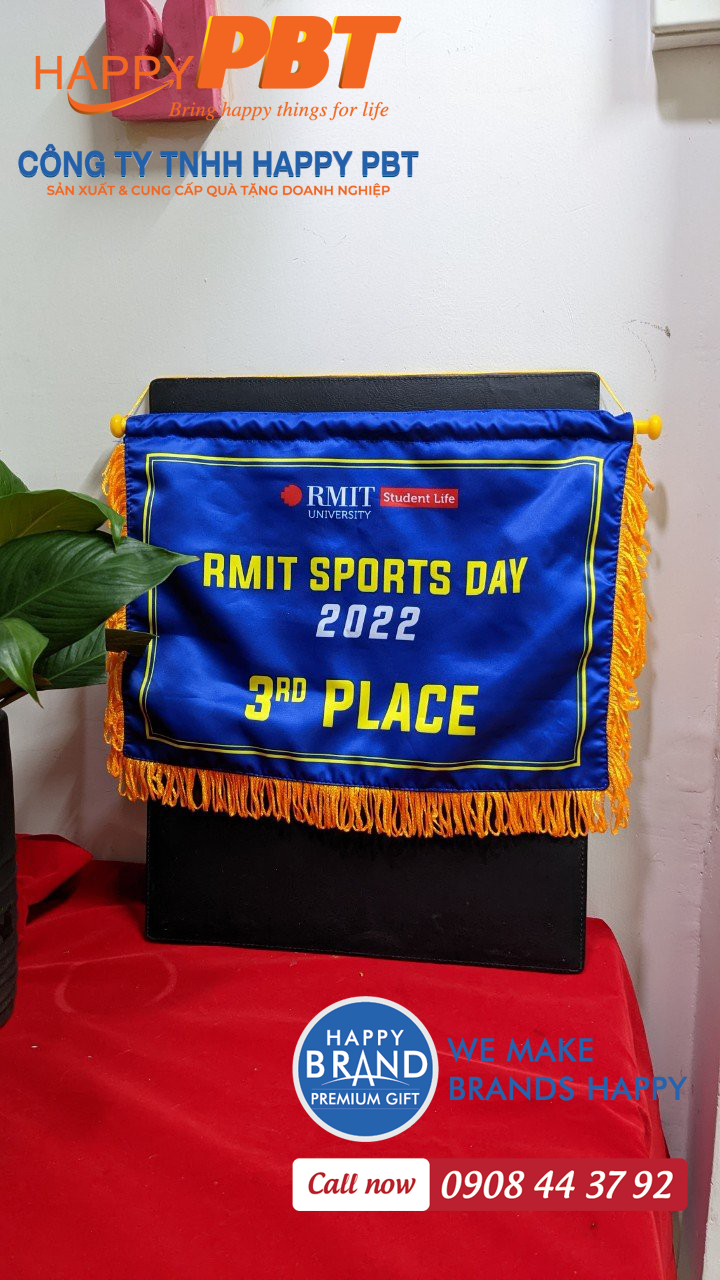 HAPPY PBT
Bring happy things for life
CÔNG TY TNHH HAPPY PBT
SẢN XUẤT & CUNG CẤP QUÀ TẶNG DOANH NGHIỆP
RMIT Student Life
UNIVERSITY
RMIT SPORTS DAY
2022
3RD PLACE
HAPPY
BRAND
PREMIUM GIFT
WE MAKE
BRANDS HAPPY
Call now 0908 44 37 92